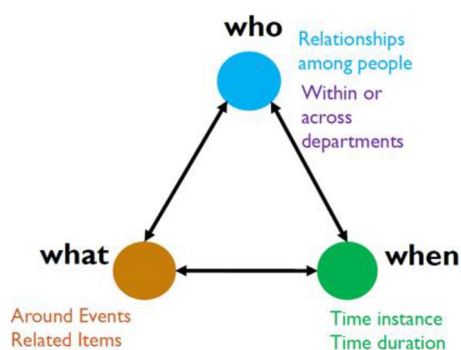 who
Relationships
among people
Within or
across
departments
what
when
Around Events
Related Items
Time instance
Time duration